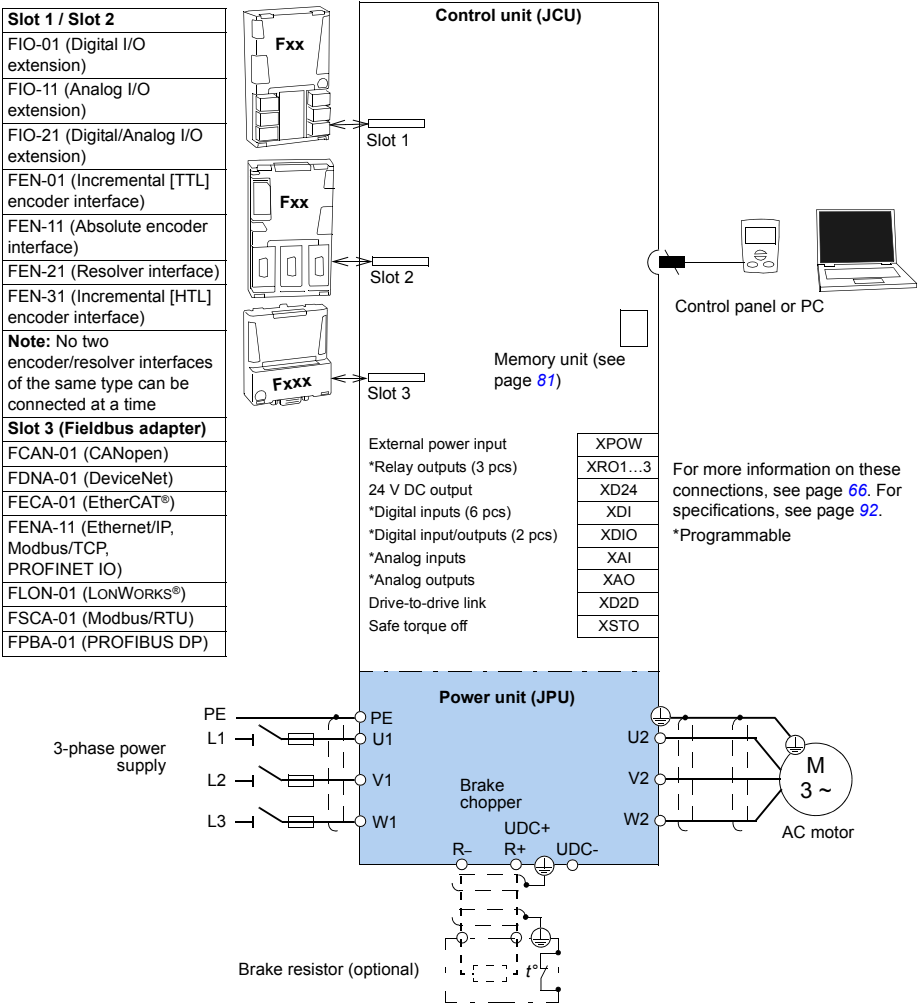 Slot 1 / Slot 2
FIO-01 (Digital I/O
extension)
FIO-11 (Analog I/O
extension)
FIO-21 (Digital/Analog I/O
extension)
FEN-01 (Incremental [TTL]
encoder interface)
FEN-11 (Absolute encoder
interface)
FEN-21 (Resolver interface)
FEN-31 (Incremental [HTL]
encoder interface)
Note: No two
encoder/resolver interfaces
of the same type can be
connected at a time
Slot 3 (Fieldbus adapter)
FCAN-01 (CANopen)
FDNA-01 (DeviceNet)
FECA-01 (EtherCAT®)
FENA-11 (Ethernet/IP,
Modbus/TCP,
PROFINET IO)
FLON-01 (LONWORKS®)
FSCA-01 (Modbus/RTU)
FPBA-01 (PROFIBUS DP)
Fxx
Slot 1
Fxx
Slot 2
Fxxx
Slot 3
Control unit (JCU)
Control panel or PC
Memory unit (see
page 81)
External power input XPOW
*Relay outputs (3 pcs) XRO1…3
24 V DC output XD24
*Digital inputs (6 pcs) XDI
*Digital input/outputs (2 pcs) XDIO
*Analog inputs XAI
*Analog outputs XAO
Drive-to-drive link XD2D
Safe torque off XSTO
For more information on these
connections, see page 66. For
specifications, see page 92.
*Programmable
Power unit (JPU)
3-phase power
supply
PE PE
L1 U1 U2
L2 V1 V2
L3 W1 W2
M
3 ~
AC motor
Brake
chopper
UDC+
R– R+ UDC-
Brake resistor (optional)
t°